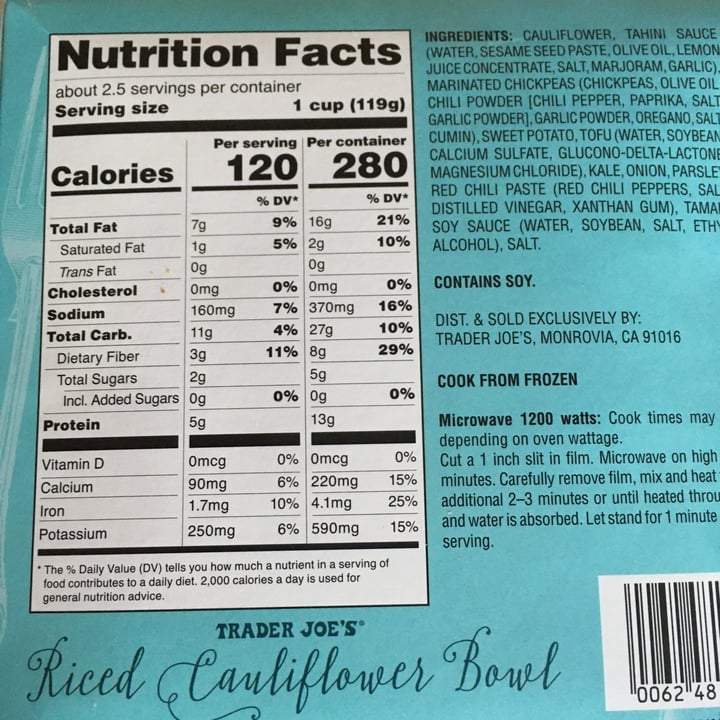 Nutrition Facts
about 2.5 servings per container
Serving size 1 cup (119g)
Per serving Per container
Calories 120 280
% DV* % DV*
Total Fat 7g 9% 16g 21%
Saturated Fat 1g 5% 2g 10%
Trans Fat 0g 0g
Cholesterol 0mg 0% 0mg 0%
Sodium 160mg 7% 370mg 16%
Total Carb. 11g 4% 27g 10%
Dietary Fiber 3g 11% 8g 29%
Total Sugars 2g 5g
Incl. Added Sugars 0g 0% 0g 0%
Protein 5g 13g
Vitamin D 0mcg 0% 0mcg 0%
Calcium 90mg 6% 220mg 15%
Iron 1.7mg 10% 4.1mg 25%
Potassium 250mg 6% 590mg 15%
* The % Daily Value (DV) tells you how much a nutrient in a serving of
food contributes to a daily diet. 2,000 calories a day is used for
general nutrition advice.
INGREDIENTS: CAULIFLOWER, TAHINI SAUCE
(WATER, SESAME SEED PASTE, OLIVE OIL, LEMON
JUICE CONCENTRATE, SALT, MARJORAM, GARLIC),
MARINATED CHICKPEAS (CHICKPEAS, OLIVE OIL
CHILI POWDER [CHILI PEPPER, PAPRIKA, SALT
GARLIC POWDER], GARLIC POWDER, OREGANO, SALT
CUMIN), SWEET POTATO, TOFU (WATER, SOYBEAN
CALCIUM SULFATE, GLUCONO-DELTA-LACTONE
MAGNESIUM CHLORIDE), KALE, ONION, PARSLEY
RED CHILI PASTE (RED CHILI PEPPERS, SAL
DISTILLED VINEGAR, XANTHAN GUM), TAMA
SOY SAUCE (WATER, SOYBEAN, SALT, ETHY
ALCOHOL), SALT.
CONTAINS SOY.
DIST. & SOLD EXCLUSIVELY BY:
TRADER JOE'S, MONROVIA, CA 91016
COOK FROM FROZEN
Microwave 1200 watts: Cook times may
depending on oven wattage.
Cut a 1 inch slit in film. Microwave on high
minutes. Carefully remove film, mix and heat
additional 2–3 minutes or until heated throu
and water is absorbed. Let stand for 1 minute
serving.
TRADER JOE'S®
Riced Cauliflower Bowl
0062 48